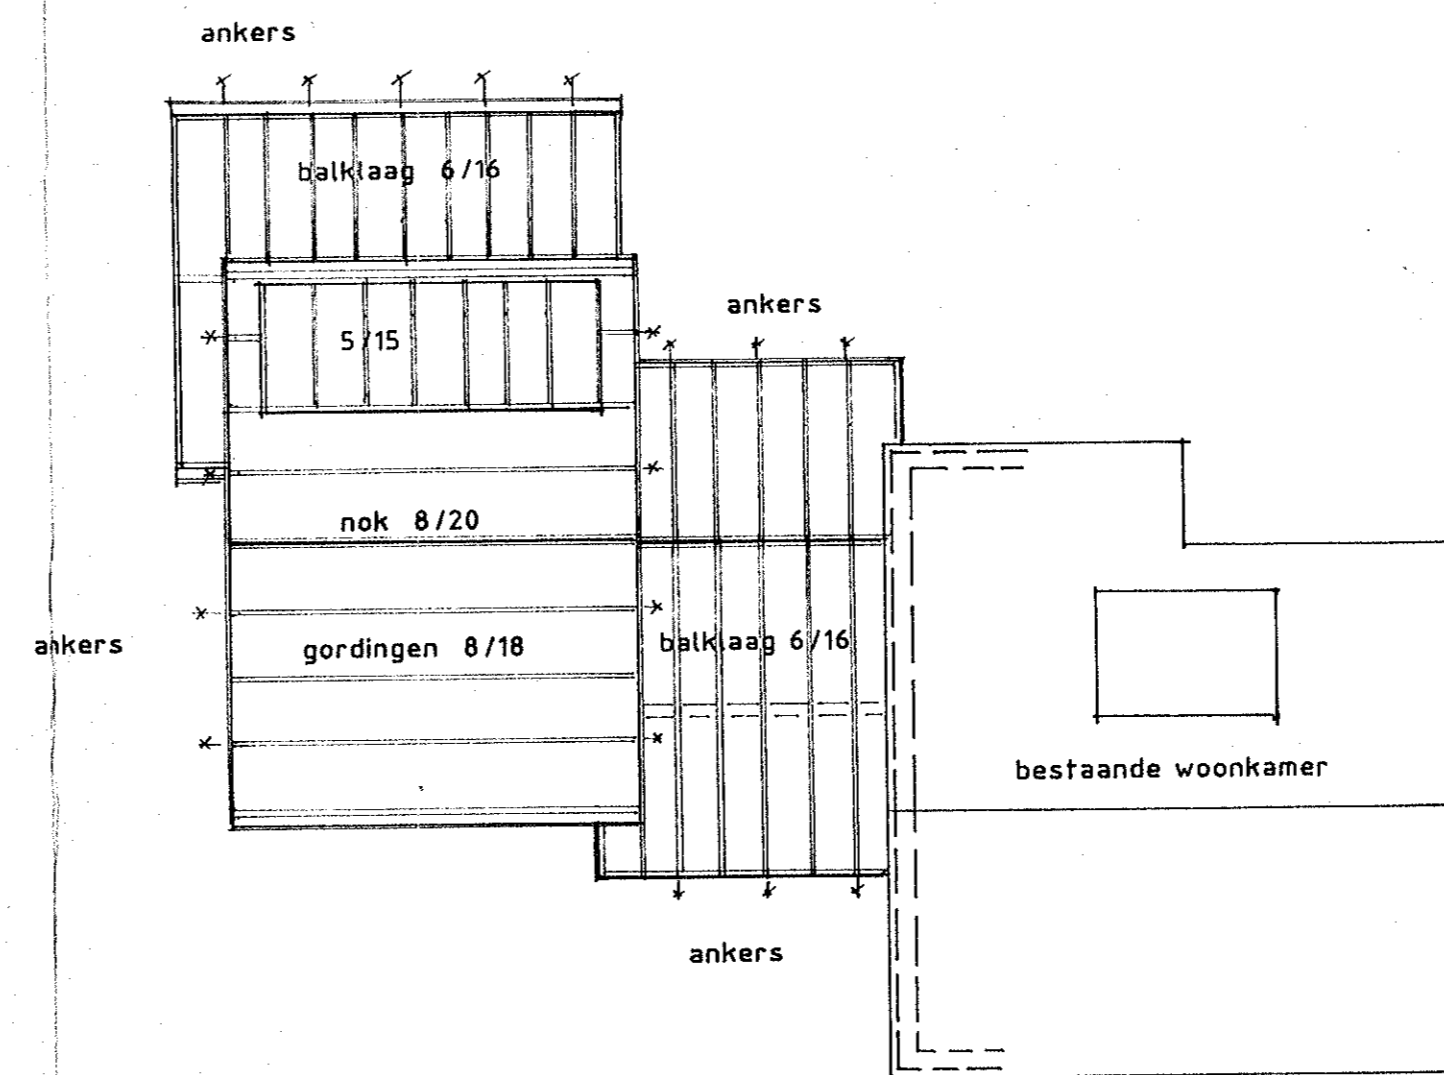 ankers
balklaag 6/16
ankers
5/15
nok 8/20
ankers
gordingen 8/18
balklaag 6/16
bestaande woonkamer
ankers